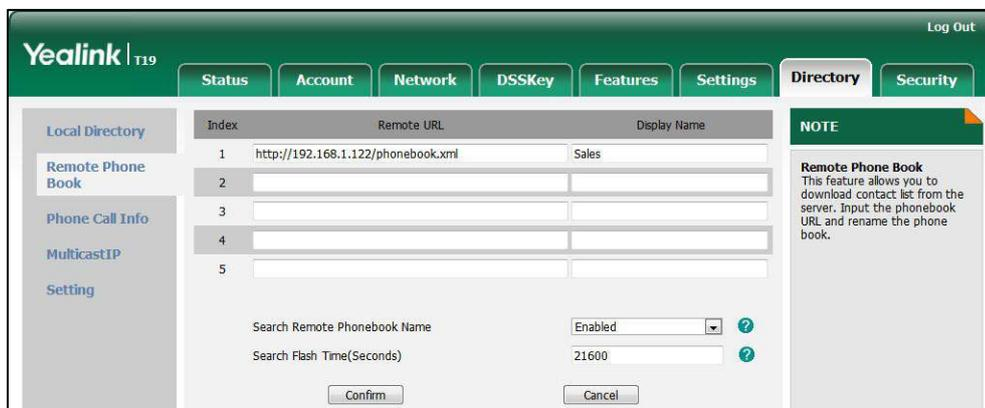 Log Out
Yealink T19
Status Account Network DSSKey Features Settings Directory Security
Local Directory
Remote Phone
Book
Phone Call Info
MulticastIP
Setting
Index Remote URL Display Name
1 http://192.168.1.122/phonebook.xml Sales
2
3
4
5
Search Remote Phonebook Name Enabled ?
Search Flash Time(Seconds) 21600 ?
Confirm Cancel
NOTE
Remote Phone Book
This feature allows you to
download contact list from the
server. Input the phonebook
URL and rename the phone
book.